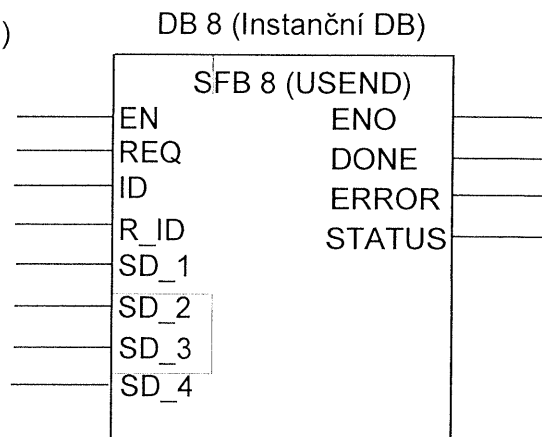 )
DB 8 (Instanční DB)
SFB 8 (USEND)
EN ENO
REQ DONE
ID ERROR
R_ID STATUS
SD_1
SD_2
SD_3
SD_4